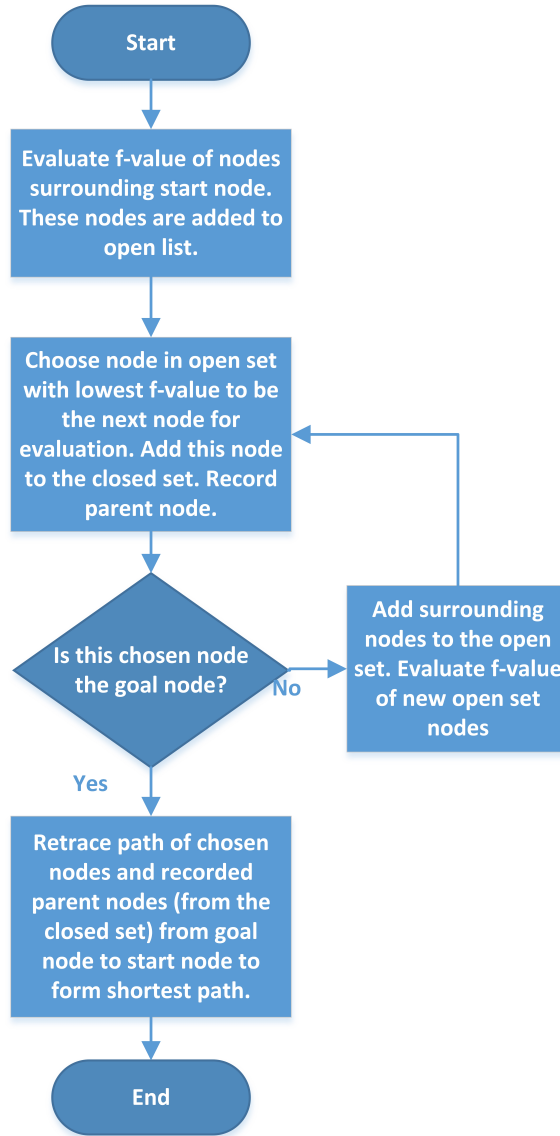 Start
Evaluate f-value of nodes
surrounding start node.
These nodes are added to
open list.
Choose node in open set
with lowest f-value to be
the next node for
evaluation. Add this node
to the closed set. Record
parent node.
Is this chosen node
the goal node?
No
Add surrounding
nodes to the open
set. Evaluate f-value
of new open set
nodes
Yes
Retrace path of chosen
nodes and recorded
parent nodes (from the
closed set) from goal
node to start node to
form shortest path.
End